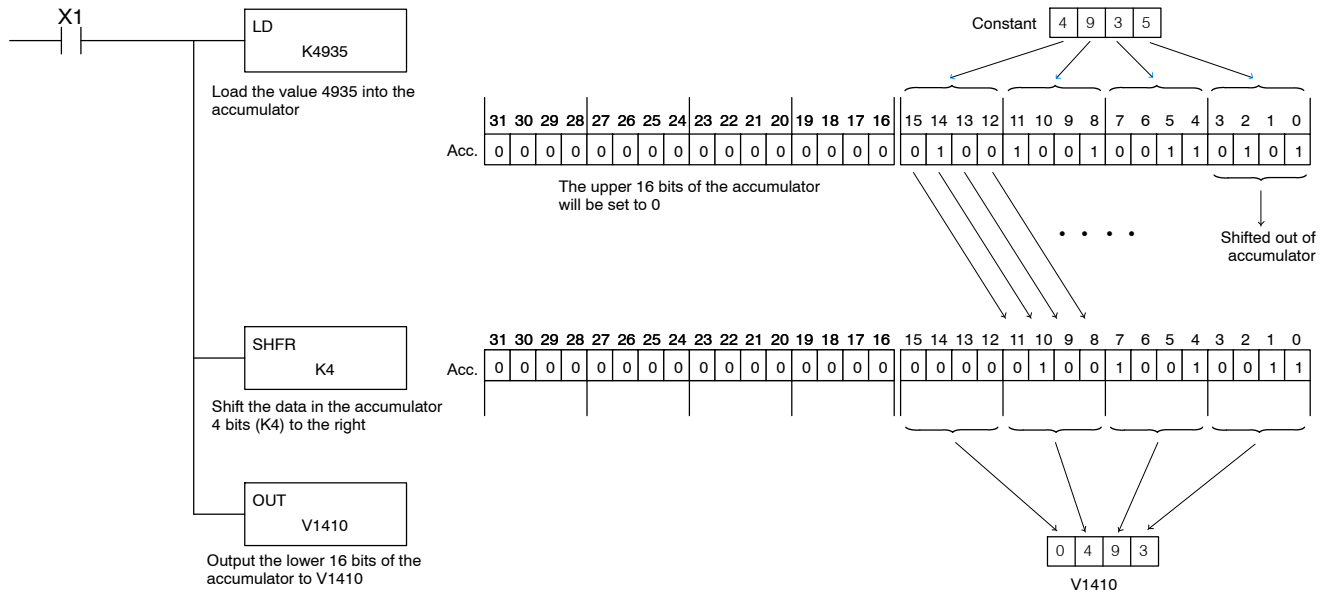 X1
LD
K4935
Load the value 4935 into the
accumulator
Constant 4 9 3 5
31 30 29 28 27 26 25 24 23 22 21 20 19 18 17 16 15 14 13 12 11 10 9 8 7 6 5 4 3 2 1 0
Acc. 0 0 0 0 0 0 0 0 0 0 0 0 0 0 0 0 0 1 0 0 1 0 0 1 0 0 1 1 0 1 0 1
The upper 16 bits of the accumulator
will be set to 0
• • • •
Shifted out of
accumulator
SHFR
K4
Shift the data in the accumulator
4 bits (K4) to the right
31 30 29 28 27 26 25 24 23 22 21 20 19 18 17 16 15 14 13 12 11 10 9 8 7 6 5 4 3 2 1 0
Acc. 0 0 0 0 0 0 0 0 0 0 0 0 0 0 0 0 0 0 0 0 0 1 0 0 1 0 0 1 0 0 1 1
OUT
V1410
Output the lower 16 bits of the
accumulator to V1410
0 4 9 3
V1410